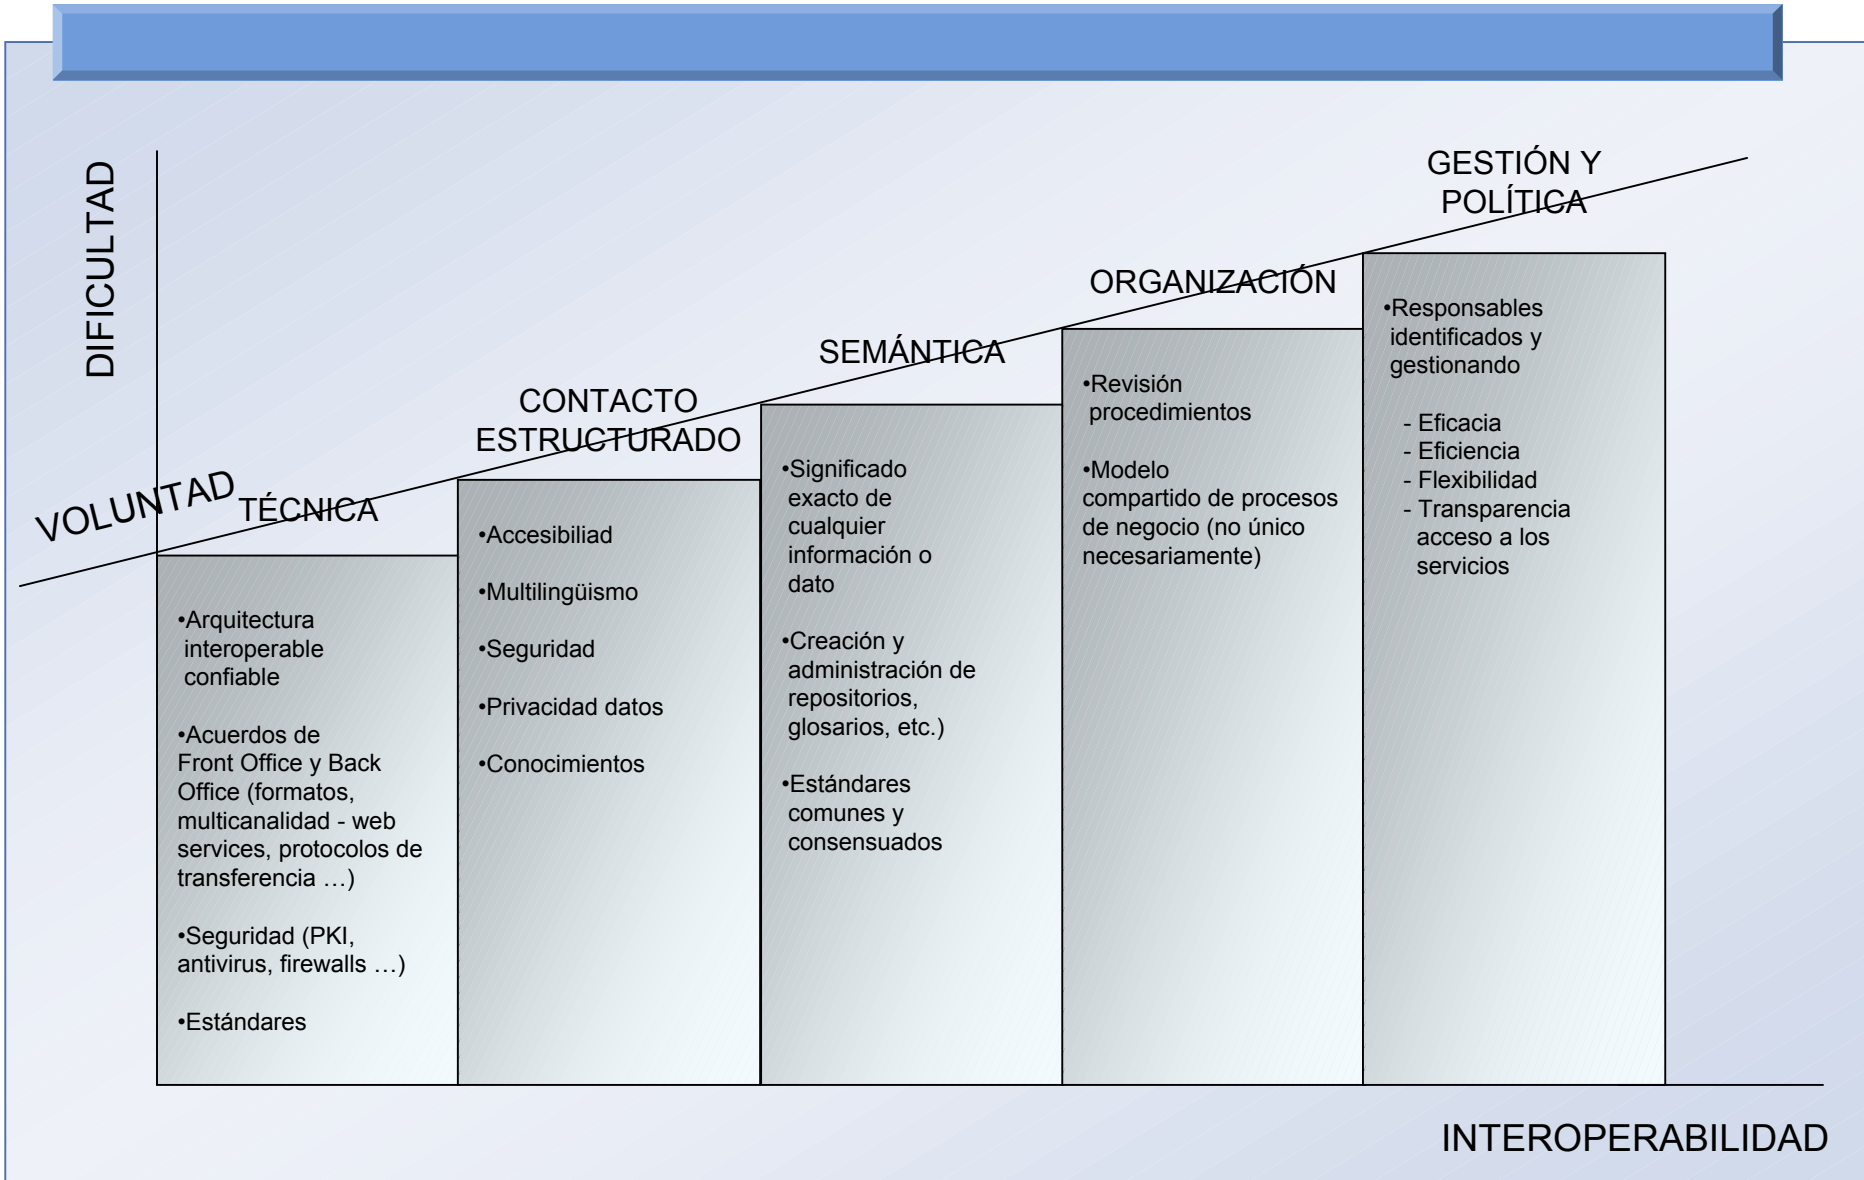 DIFICULTAD
VOLUNTAD
TÉCNICA
•Arquitectura
interoperable
confiable
•Acuerdos de
Front Office y Back
Office (formatos,
multicanalidad - web
services, protocolos de
transferencia …)
•Seguridad (PKI,
antivirus, firewalls …)
•Estándares
CONTACTO
ESTRUCTURADO
•Accesibiliad
•Multilingüismo
•Seguridad
•Privacidad datos
•Conocimientos
SEMÁNTICA
•Significado
exacto de
cualquier
información o
dato
•Creación y
administración de
repositorios,
glosarios, etc.)
•Estándares
comunes y
consensuados
ORGANIZACIÓN
•Revisión
procedimientos
•Modelo
compartido de procesos
de negocio (no único
necesariamente)
GESTIÓN Y
POLÍTICA
•Responsables
identificados y
gestionando
- Eficacia
- Eficiencia
- Flexibilidad
- Transparencia
acceso a los
servicios
INTEROPERABILIDAD